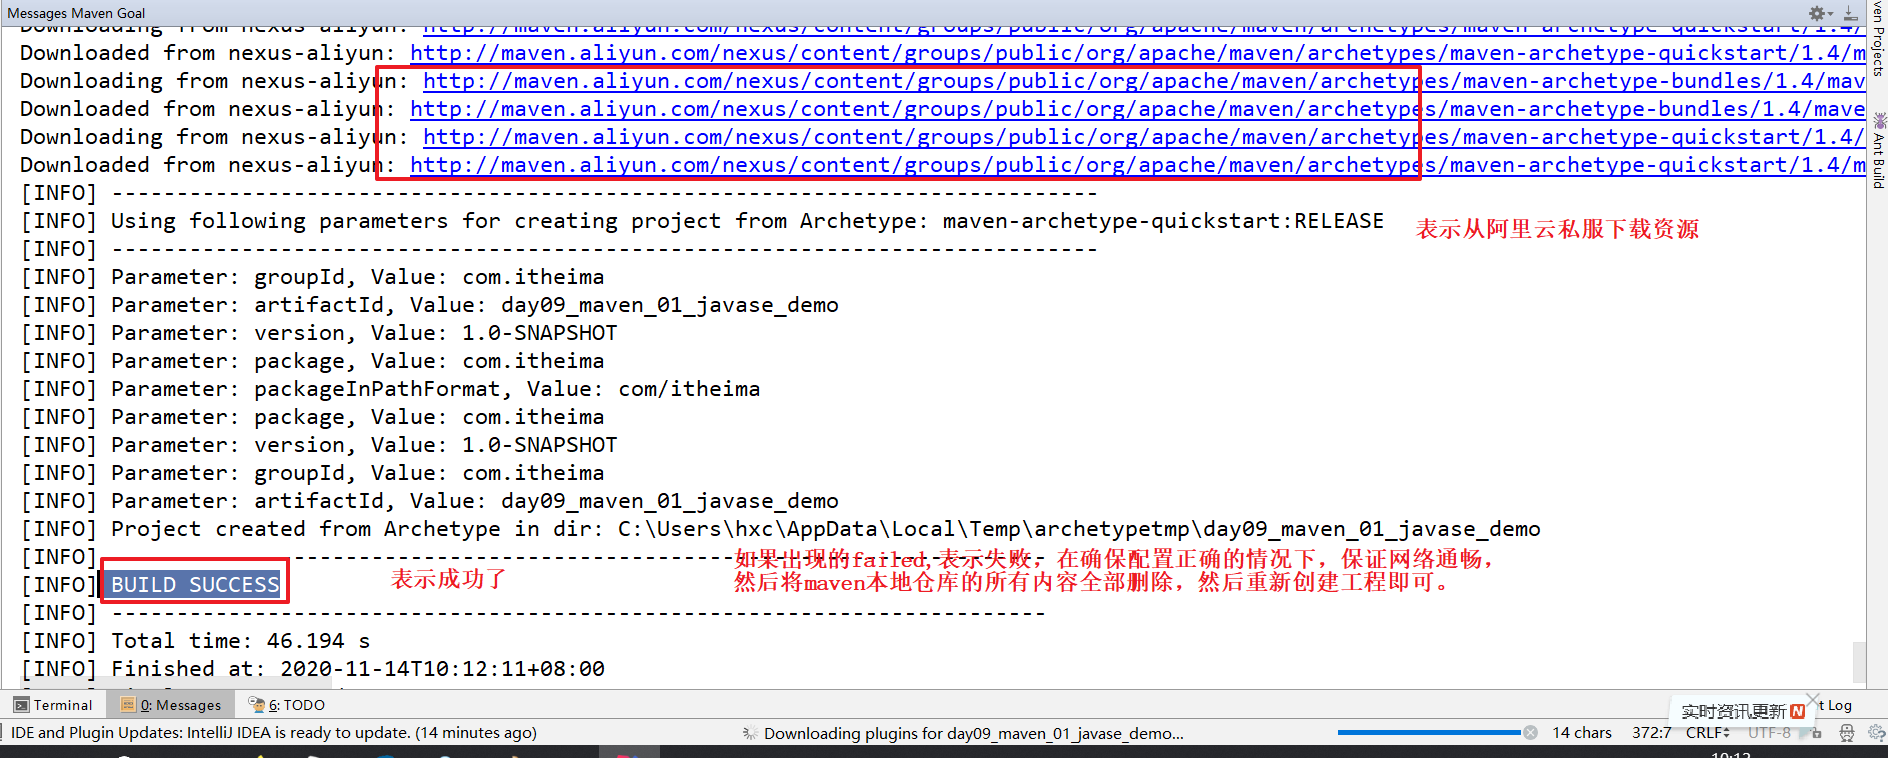 Messages Maven Goal
Downloaded from nexus-aliyun: http://maven.aliyun.com/nexus/content/groups/public/org/apache/maven/archetypes/maven-archetype-quickstart/1.4/m
Downloading from nexus-aliyun: http://maven.aliyun.com/nexus/content/groups/public/org/apache/maven/archetypes/maven-archetype-bundles/1.4/mav
Downloaded from nexus-aliyun: http://maven.aliyun.com/nexus/content/groups/public/org/apache/maven/archetypes/maven-archetype-bundles/1.4/mave
Downloading from nexus-aliyun: http://maven.aliyun.com/nexus/content/groups/public/org/apache/maven/archetypes/maven-archetype-quickstart/1.4/
Downloaded from nexus-aliyun: http://maven.aliyun.com/nexus/content/groups/public/org/apache/maven/archetypes/maven-archetype-quickstart/1.4/m
[INFO] ----------------------------------------------------------------------------
[INFO] Using following parameters for creating project from Archetype: maven-archetype-quickstart:RELEASE
表示从阿里云私服下载资源
[INFO] ----------------------------------------------------------------------------
[INFO] Parameter: groupId, Value: com.itheima
[INFO] Parameter: artifactId, Value: day09_maven_01_javase_demo
[INFO] Parameter: version, Value: 1.0-SNAPSHOT
[INFO] Parameter: package, Value: com.itheima
[INFO] Parameter: packageInPathFormat, Value: com/itheima
[INFO] Parameter: package, Value: com.itheima
[INFO] Parameter: version, Value: 1.0-SNAPSHOT
[INFO] Parameter: groupId, Value: com.itheima
[INFO] Parameter: artifactId, Value: day09_maven_01_javase_demo
[INFO] Project created from Archetype in dir: C:\Users\hxc\AppData\Local\Temp\archetypetmp\day09_maven_01_javase_demo
[INFO] ------------------------------------------------------------------------
如果出现的failed,表示失败，在确保配置正确的情况下，保证网络通畅，
[INFO] BUILD SUCCESS
表示成功了
然后将maven本地仓库的所有内容全部删除，然后重新创建工程即可。
[INFO] ------------------------------------------------------------------------
[INFO] Total time: 46.194 s
[INFO] Finished at: 2020-11-14T10:12:11+08:00
Terminal
0: Messages
6: TODO
实时资讯更新
t Log
IDE and Plugin Updates: IntelliJ IDEA is ready to update. (14 minutes ago)
Downloading plugins for day09_maven_01_javase_demo...
14 chars
372:7
CRLF
UTF-8
ven Projects
Ant Build